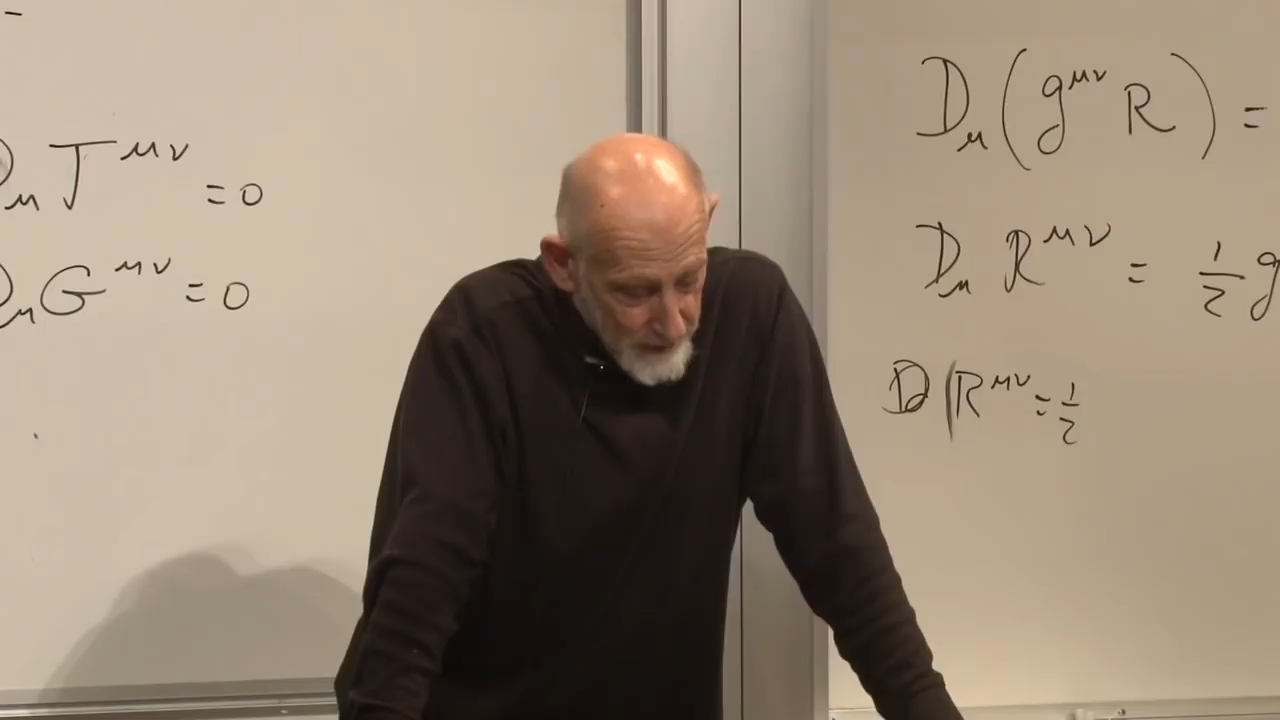 D_μ T^{μν} = 0
D_μ G^{μν} = 0
D_μ (g^{μν} R) =
D_μ R^{μν} = 1/2 g
D R^{μν} = 1/2